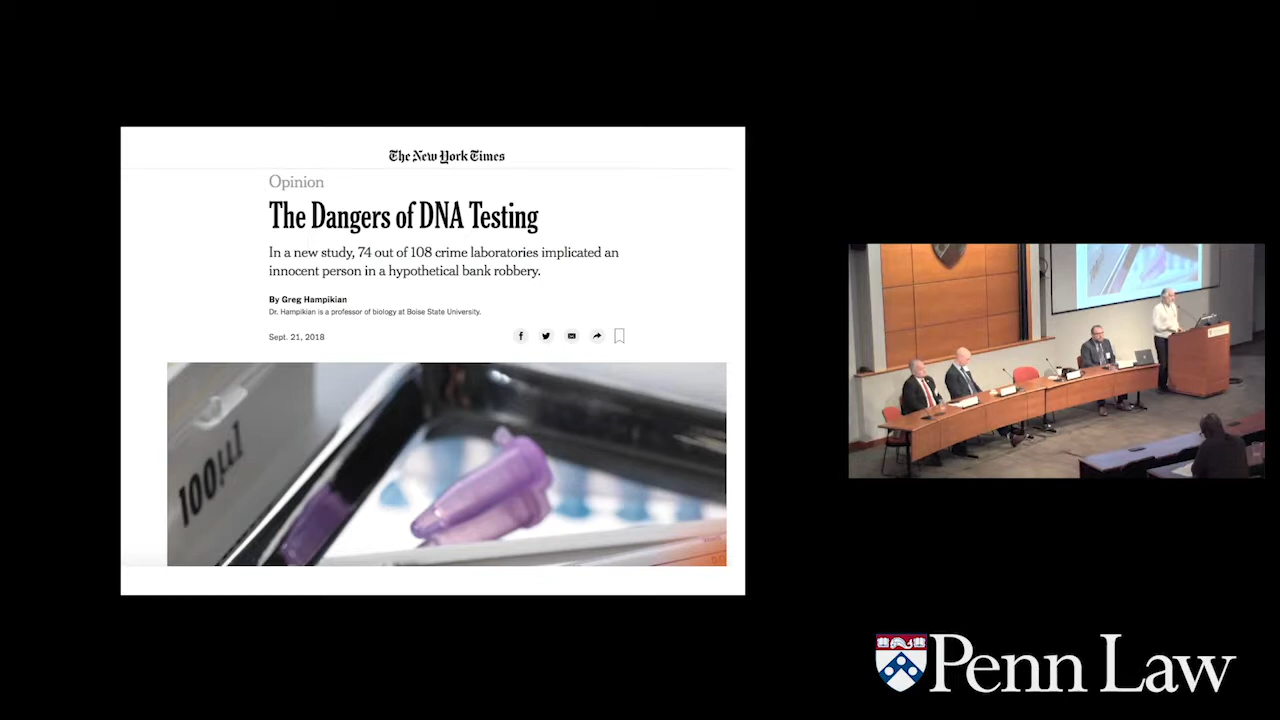 The New York Times
Opinion
The Dangers of DNA Testing
In a new study, 74 out of 108 crime laboratories implicated an
innocent person in a hypothetical bank robbery.
By Greg Hampikian
Dr. Hampikian is a professor of biology at Boise State University.
Sept. 21, 2018
100µl
Penn Law